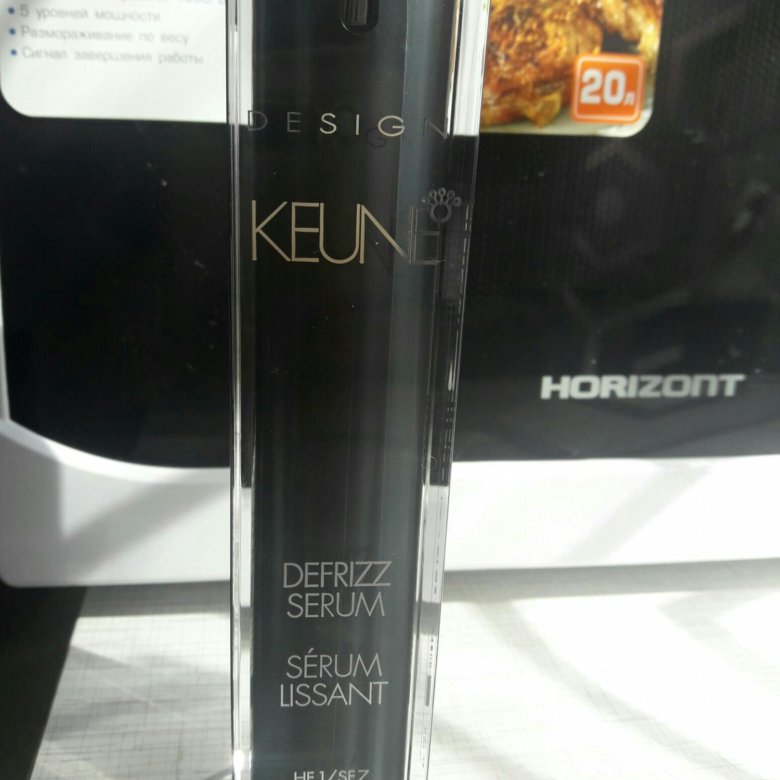 • 5 уровней мощности
• Размораживание по весу
• Сигнал завершения работы
20л
DESIGN
KEUNE
HORIZONT
DEFRIZZ
SERUM
SÉRUM
LISSANT